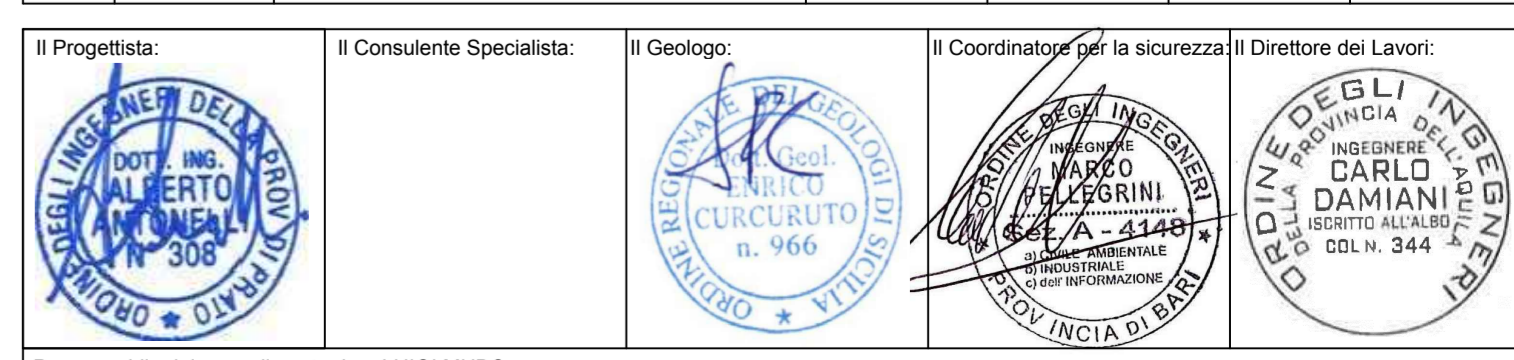 Il Progettista:
Il Consulente Specialista:
Il Geologo:
Il Coordinatore per la sicurezza:
Il Direttore dei Lavori:
ORDINE DEGLI INGEGNERI DELLA PROV. DI PRATO
DOTT. ING.
ALBERTO
ANTONELLI
N° 308
ORDINE REGIONALE DEI GEOLOGI DI SICILIA
Dott. Geol.
ENRICO
CURCURUTO
n. 966
ORDINE DEGLI INGEGNERI
PROVINCIA DI BARI
INGEGNERE
MARCO
PELLEGRINI
Sez. A - 4148
a) CIVILE AMBIENTALE
b) INDUSTRIALE
c) dell' INFORMAZIONE
ORDINE DEGLI INGEGNERI
DELLA PROVINCIA DELL'AQUILA
INGEGNERE
CARLO
DAMIANI
ISCRITTO ALL'ALBO
COL N. 344